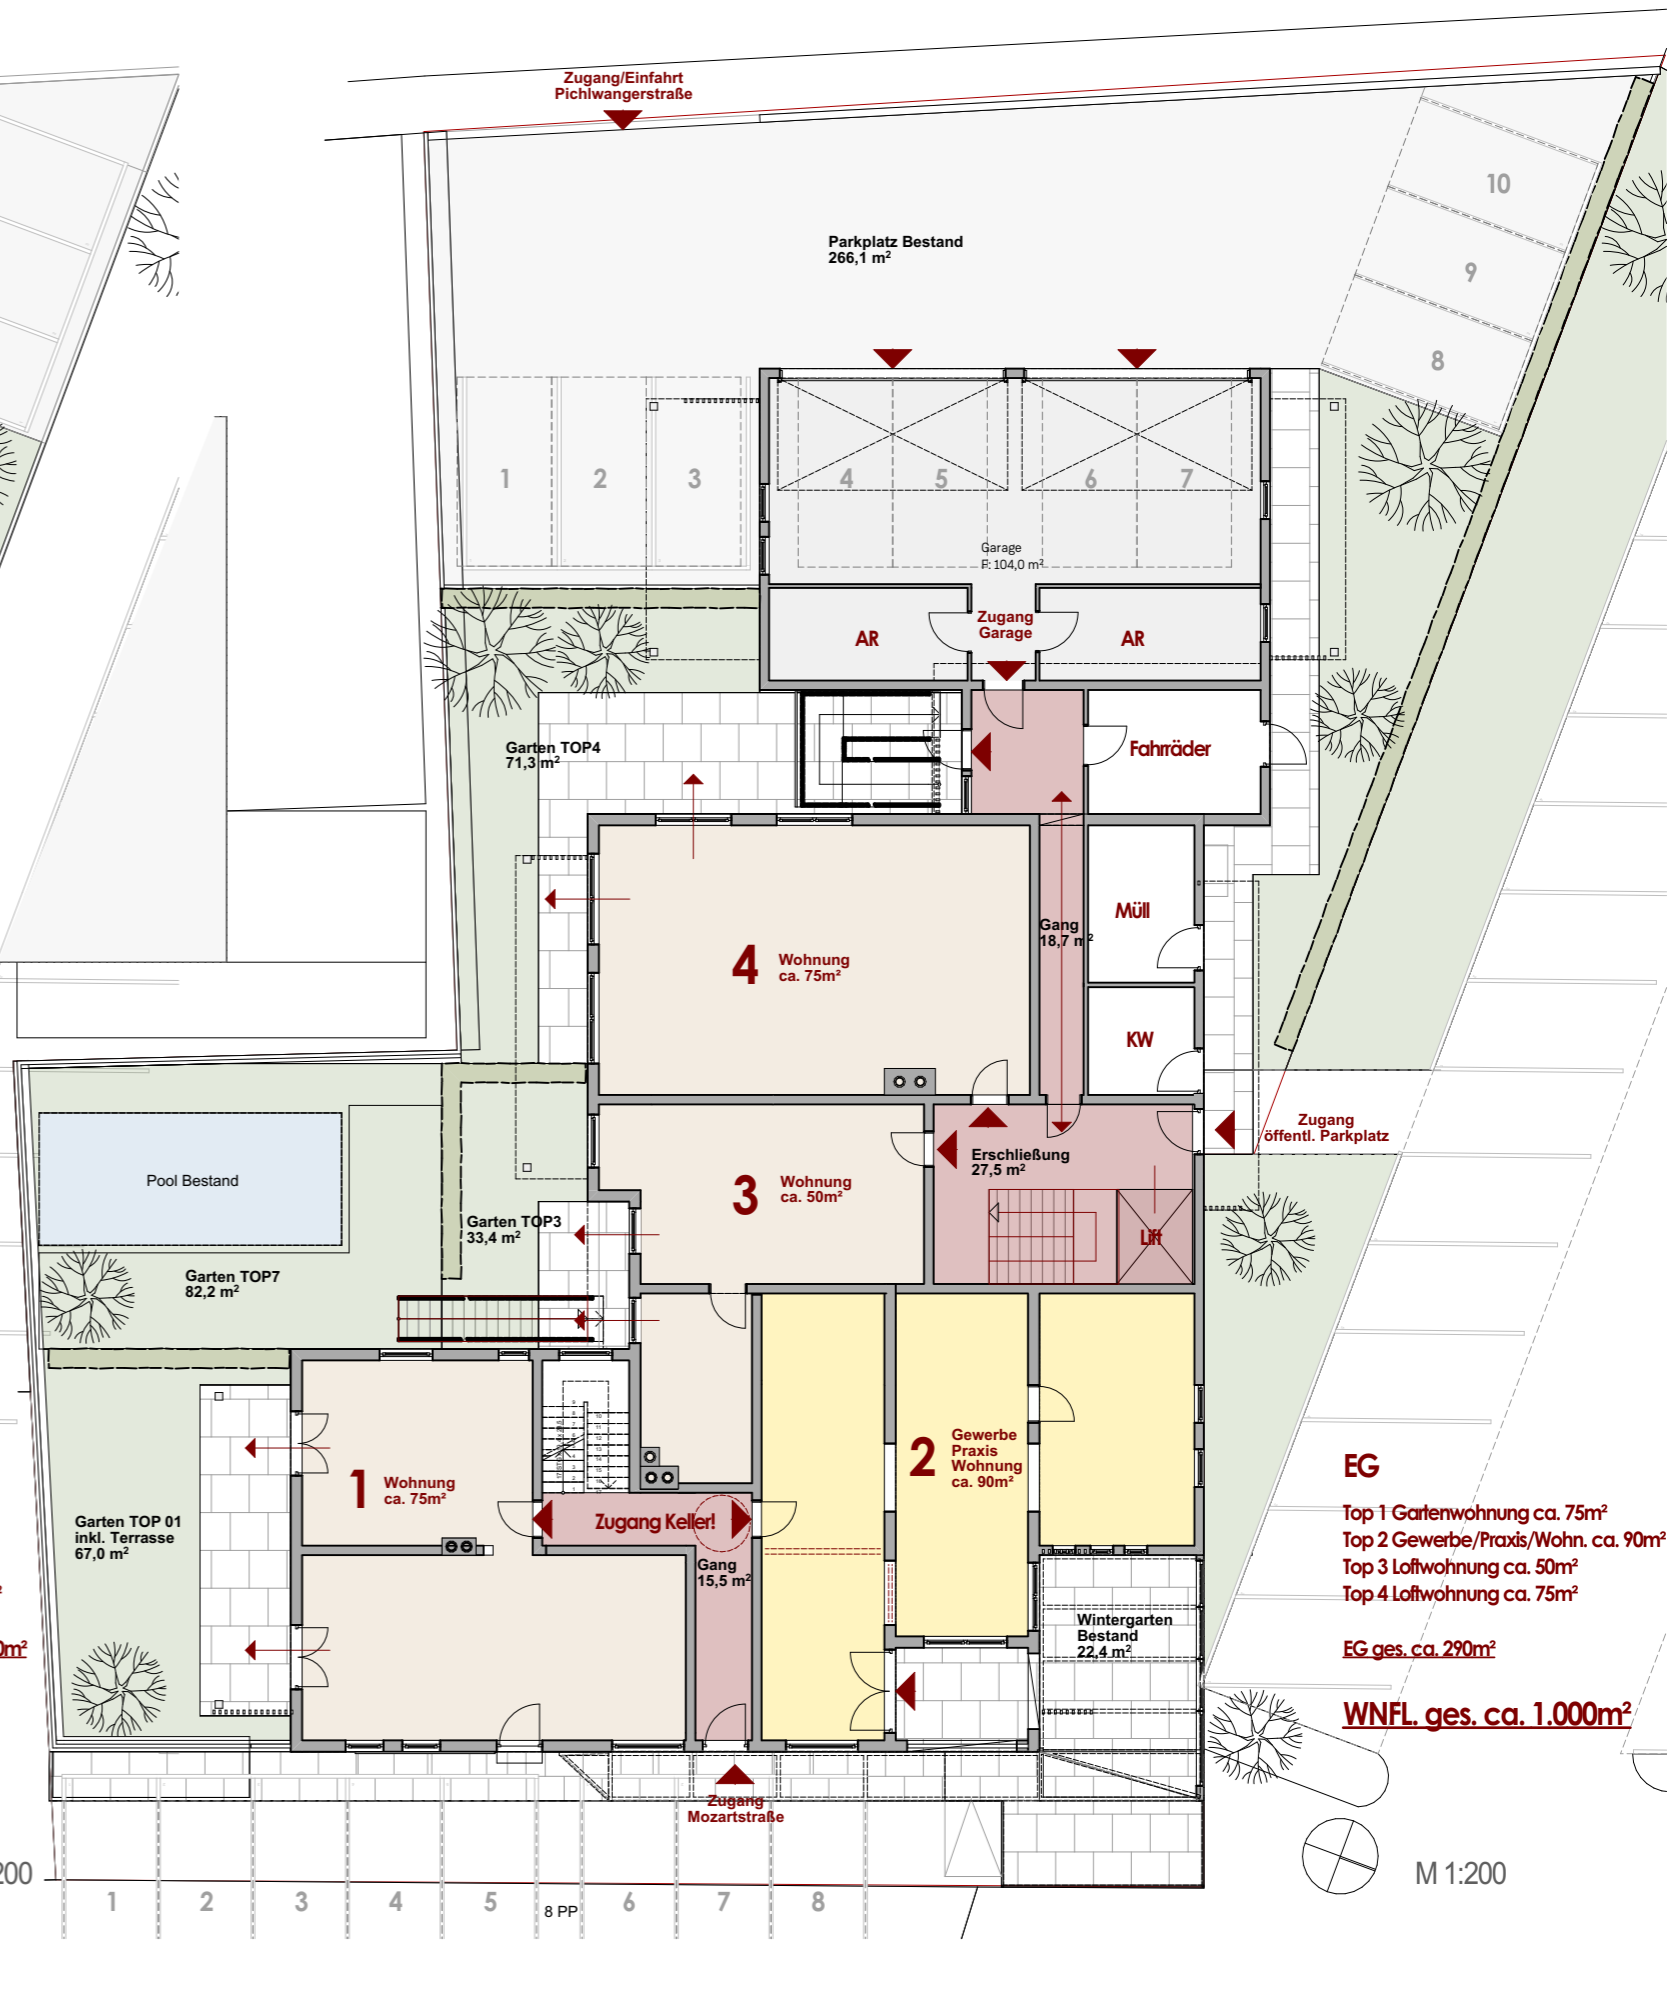 Zugang/Einfahrt
Pichlwangerstraße
10
Parkplatz Bestand
266,1 m²
9
8
1
2
3
4
5
6
7
Garage
F: 104,0 m²
AR
Zugang
Garage
AR
Garten TOP4
71,3 m²
Fahrräder
Müll
Gang
18,7 m²
4
Wohnung
ca. 75m²
KW
Zugang
öffentl. Parkplatz
Erschließung
27,5 m²
Pool Bestand
3
Wohnung
ca. 50m²
Garten TOP3
33,4 m²
Lift
Garten TOP7
82,2 m²
2
Gewerbe
Praxis
Wohnung
ca. 90m²
1
Wohnung
ca. 75m²
Zugang Keller!
Garten TOP 01
inkl. Terrasse
67,0 m²
Gang
15,5 m²
Wintergarten
Bestand
22,4 m²
EG
Top 1 Gartenwohnung ca. 75m²
Top 2 Gewerbe/Praxis/Wohn. ca. 90m²
Top 3 Loftwohnung ca. 50m²
Top 4 Loftwohnung ca. 75m²
EG ges. ca. 290m²
WNFL. ges. ca. 1.000m²
0m²
Zugang
Mozartstraße
200
M 1:200
1
2
3
4
5
8 PP
6
7
8